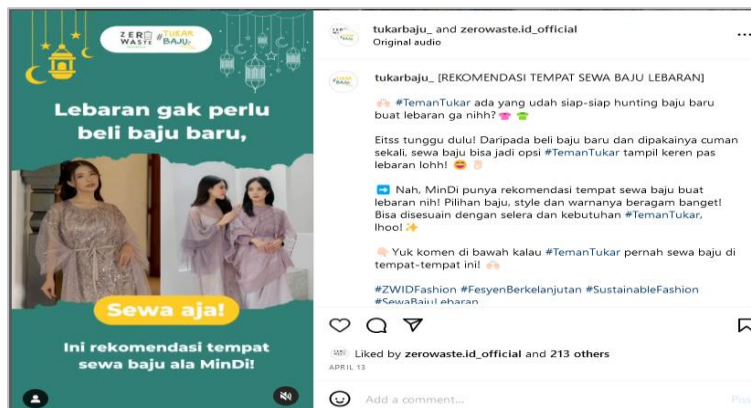 ZERO
WASTE
#TUKAR
BAJU
Lebaran gak perlu
beli baju baru,
Sewa aja!
Ini rekomendasi tempat
sewa baju ala MinDi!
tukarbaju_ and zerowaste.id_official
Original audio
tukarbaju_ [REKOMENDASI TEMPAT SEWA BAJU LEBARAN]
#TemanTukar ada yang udah siap-siap hunting baju baru
buat lebaran ga nihh?
Eitss tunggu dulu! Daripada beli baju baru dan dipakainya cuman
sekali, sewa baju bisa jadi opsi #TemanTukar tampil keren pas
lebaran lohh!
Nah, MinDi punya rekomendasi tempat sewa baju buat
lebaran nih! Pilihan baju, style dan warnanya beragam banget!
Bisa disesuin dengan selera dan kebutuhan #TemanTukar,
lhoo!
Yuk komen di bawah kalau #TemanTukar pernah sewa baju di
tempat-tempat ini!
#ZWIDFashion #FesyenBerkelanjutan #SustainableFashion
#SewaBajuLebaran
Liked by zerowaste.id_official and 213 others
APRIL 13
Add a comment...